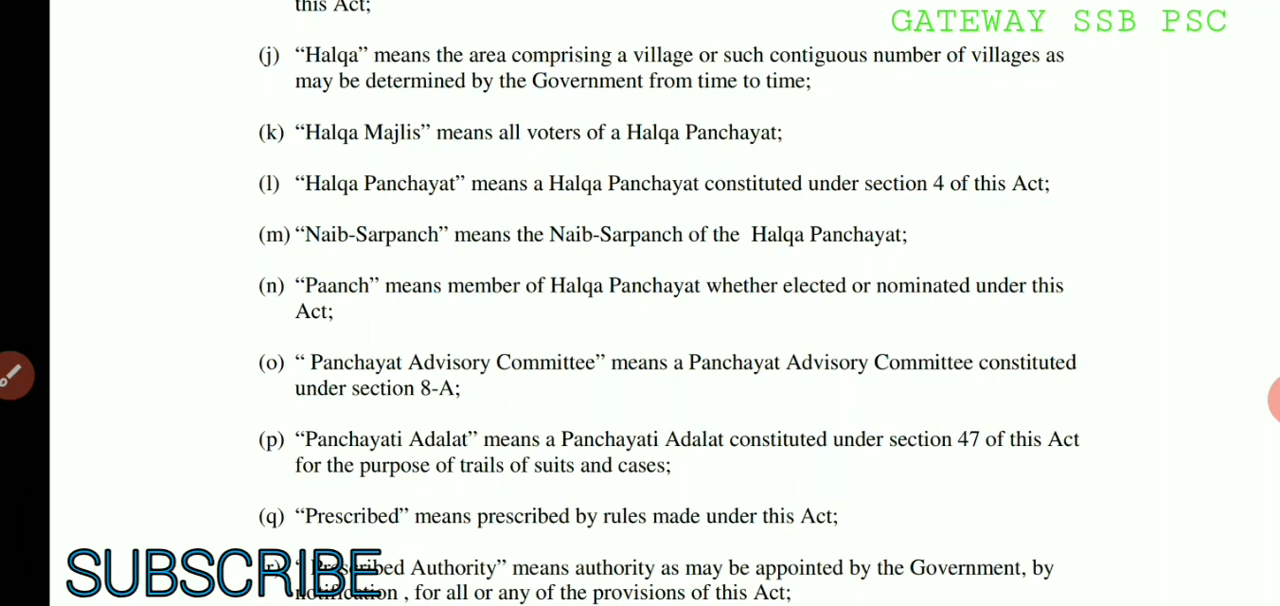 this Act;
GATEWAY SSB PSC
(j) “Halqa” means the area comprising a village or such contiguous number of villages as
may be determined by the Government from time to time;
(k) “Halqa Majlis” means all voters of a Halqa Panchayat;
(l) “Halqa Panchayat” means a Halqa Panchayat constituted under section 4 of this Act;
(m) “Naib-Sarpanch” means the Naib-Sarpanch of the Halqa Panchayat;
(n) “Paanch” means member of Halqa Panchayat whether elected or nominated under this
Act;
(o) “ Panchayat Advisory Committee” means a Panchayat Advisory Committee constituted
under section 8-A;
(p) “Panchayati Adalat” means a Panchayati Adalat constituted under section 47 of this Act
for the purpose of trails of suits and cases;
(q) “Prescribed” means prescribed by rules made under this Act;
(r) “ Prescribed Authority” means authority as may be appointed by the Government, by
notification , for all or any of the provisions of this Act;
SUBSCRIBE